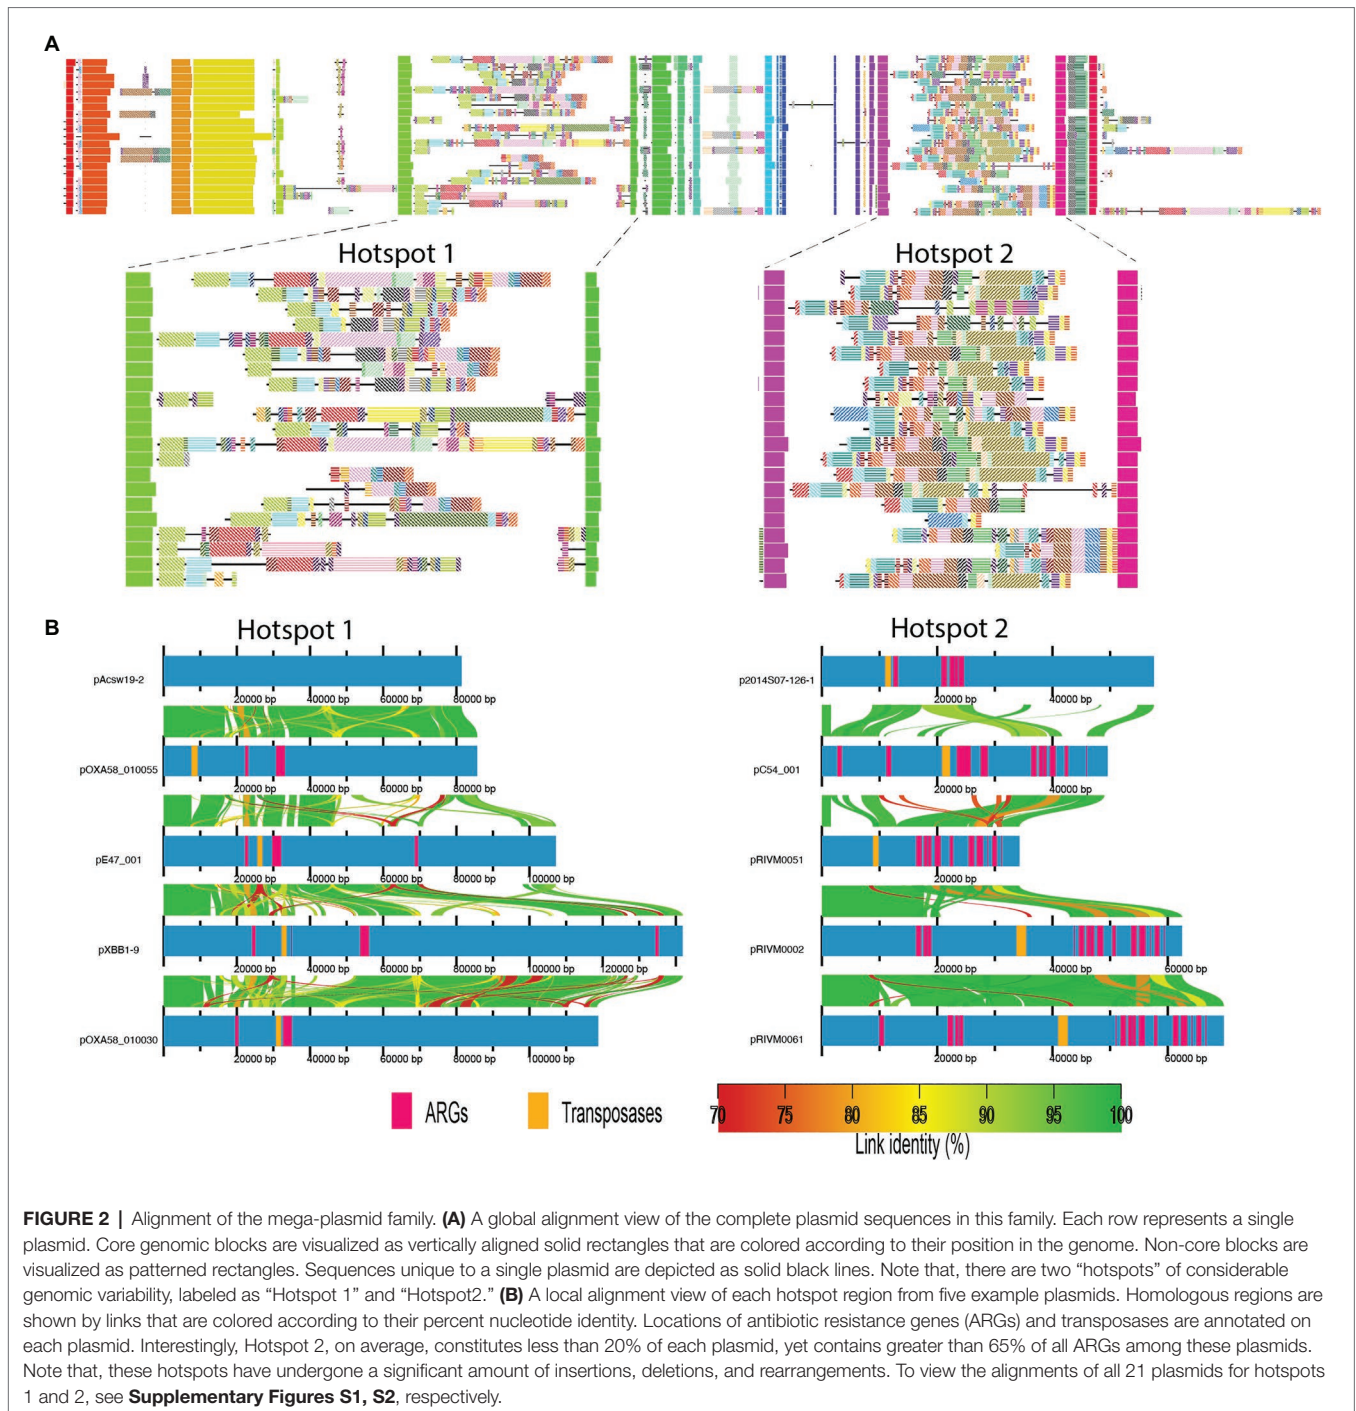 A
Hotspot 1
Hotspot 2
B
Hotspot 1
Hotspot 2
pAcsw19-2
20000 bp 40000 bp 60000 bp 80000 bp
pOXA58_010055
20000 bp 40000 bp 60000 bp 80000 bp
pE47_001
20000 bp 40000 bp 60000 bp 80000 bp 100000 bp
pXBB1-9
20000 bp 40000 bp 60000 bp 80000 bp 100000 bp 120000 bp
pOXA58_010030
20000 bp 40000 bp 60000 bp 80000 bp 100000 bp
p2014S07-126-1
20000 bp 40000 bp
pC54_001
20000 bp 40000 bp
pRIVM0051
20000 bp
pRIVM0002
20000 bp 40000 bp 60000 bp
pRIVM0061
20000 bp 40000 bp 60000 bp
ARGs Transposases
70 75 80 85 90 95 100
Link identity (%)
FIGURE 2 | Alignment of the mega-plasmid family. (A) A global alignment view of the complete plasmid sequences in this family. Each row represents a single
plasmid. Core genomic blocks are visualized as vertically aligned solid rectangles that are colored according to their position in the genome. Non-core blocks are
visualized as patterned rectangles. Sequences unique to a single plasmid are depicted as solid black lines. Note that, there are two “hotspots” of considerable
genomic variability, labeled as “Hotspot 1” and “Hotspot2.” (B) A local alignment view of each hotspot region from five example plasmids. Homologous regions are
shown by links that are colored according to their percent nucleotide identity. Locations of antibiotic resistance genes (ARGs) and transposases are annotated on
each plasmid. Interestingly, Hotspot 2, on average, constitutes less than 20% of each plasmid, yet contains greater than 65% of all ARGs among these plasmids.
Note that, these hotspots have undergone a significant amount of insertions, deletions, and rearrangements. To view the alignments of all 21 plasmids for hotspots
1 and 2, see Supplementary Figures S1, S2, respectively.